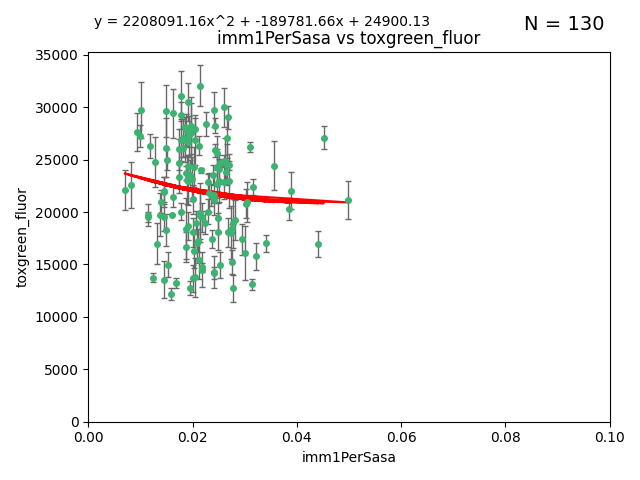 y = 2208091.16x^2 + -189781.66x + 24900.13
N = 130
imm1PerSasa vs toxgreen_fluor
35000
30000
25000
20000
15000
10000
5000
0
toxgreen_fluor
0.00 0.02 0.04 0.06 0.08 0.10
imm1PerSasa